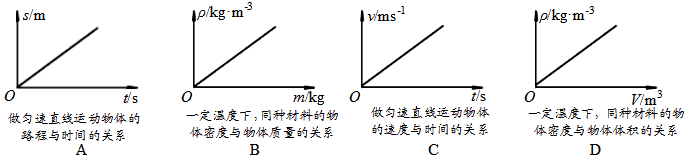 s/m
O
t/s
做匀速直线运动物体的
路程与时间的关系
A
ρ/kg·m-3
O
m/kg
一定温度下,同种材料的物
体密度与物体质量的关系
B
v/ms-1
O
t/s
做匀速直线运动物体
的速度与时间的关系
C
ρ/kg·m-3
O
V/m3
一定温度下,同种材料的物
体密度与物体体积的关系
D